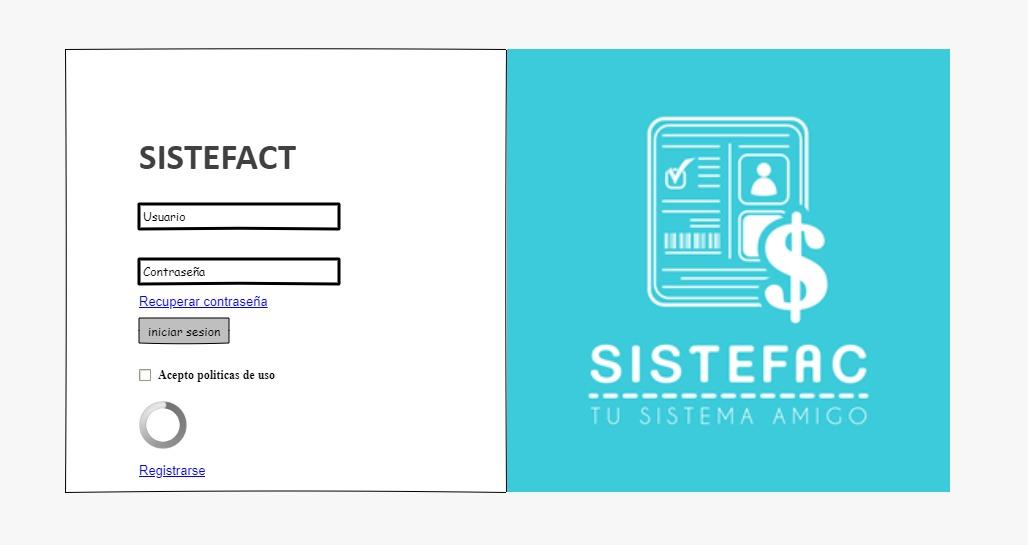 SISTEFACT
Usuario
Contraseña
Recuperar contraseña
iniciar sesion
Acepto politicas de uso
Registrarse
$
SISTEFAC
TU SISTEMA AMIGO